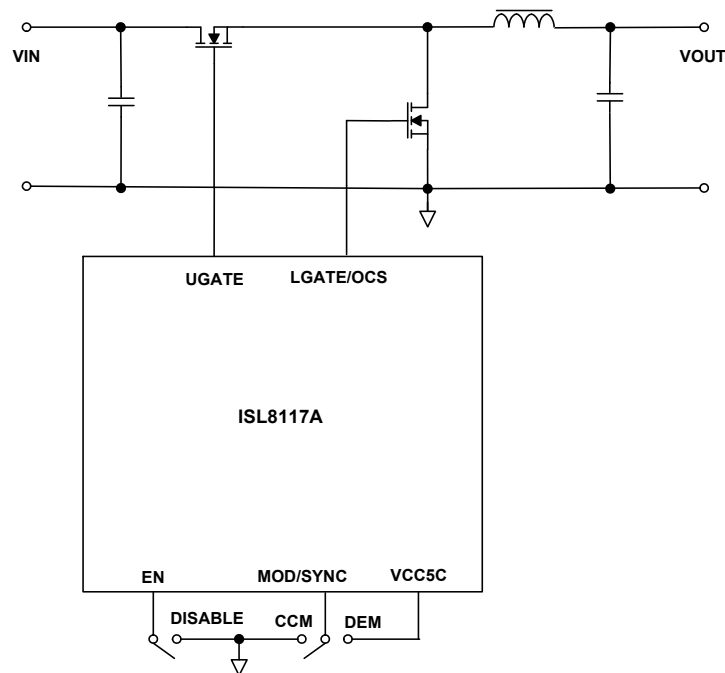 VIN
VOUT
UGATE
LGATE/OCS
ISL8117A
EN
MOD/SYNC
VCC5C
DISABLE
CCM
DEM